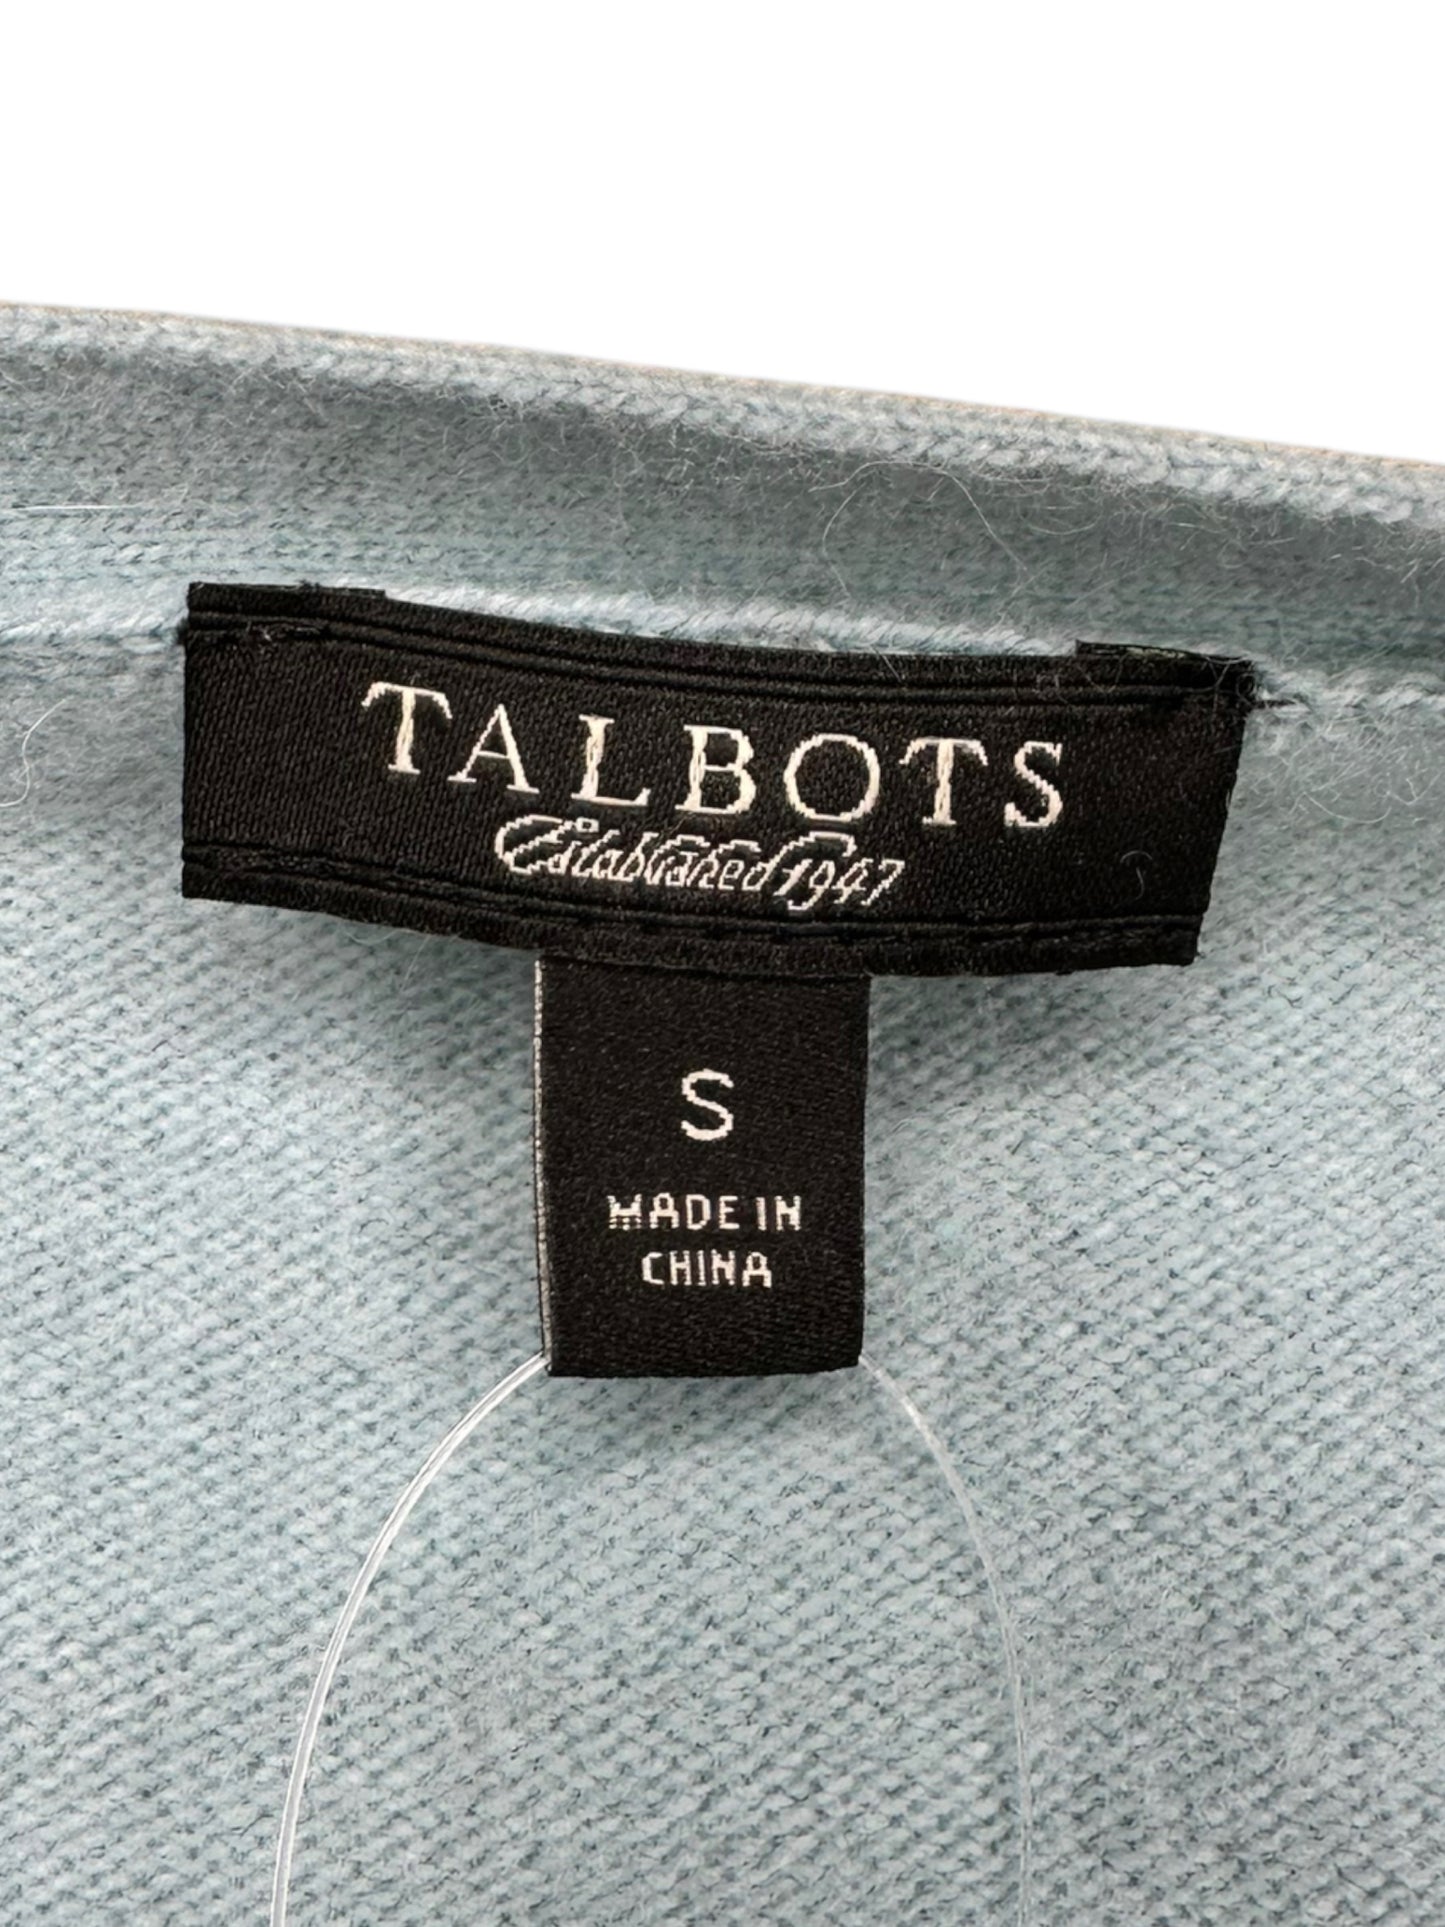 TALBOTS
Established 1947
S
MADE IN
CHINA